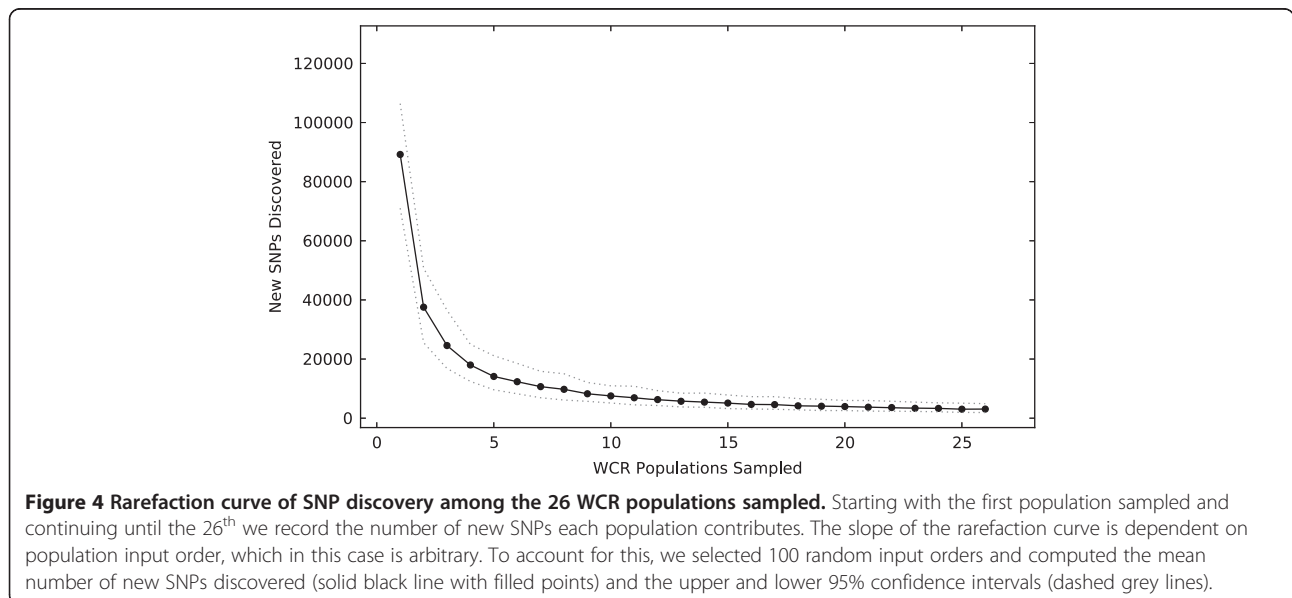 120000
100000
80000
60000
40000
20000
0
New SNPs Discovered
0 5 10 15 20 25
WCR Populations Sampled
Figure 4 Rarefaction curve of SNP discovery among the 26 WCR populations sampled. Starting with the first population sampled and
continuing until the 26th we record the number of new SNPs each population contributes. The slope of the rarefaction curve is dependent on
population input order, which in this case is arbitrary. To account for this, we selected 100 random input orders and computed the mean
number of new SNPs discovered (solid black line with filled points) and the upper and lower 95% confidence intervals (dashed grey lines).